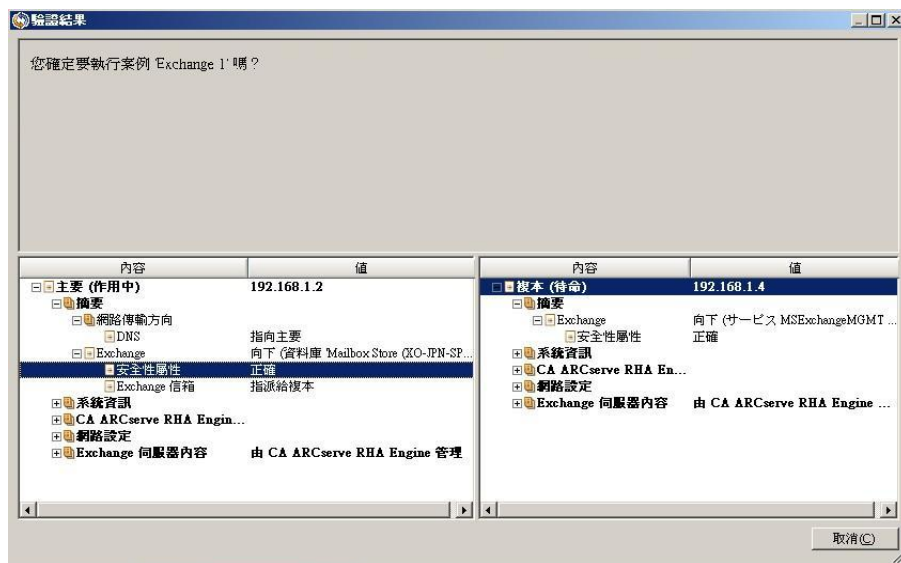 驗證結果
您確定要執行案例 'Exchange 1' 嗎？
內容 值
主要 (作用中) 192.168.1.2
摘要
網路傳輸方向
DNS 指向主要
Exchange 向下 (資料庫 'Mailbox Store (XO-JPN-SP...
安全性屬性 正確
Exchange 信箱 指派給複本
系統資訊
CA ARCserve RHA Engin...
網路設定
Exchange 伺服器內容 由 CA ARCserve RHA Engine 管理
內容 值
複本 (待命) 192.168.1.4
摘要
Exchange 向下 (サービス MSExchangeMGMT ...
安全性屬性 正確
系統資訊
CA ARCserve RHA En...
網路設定
Exchange 伺服器內容 由 CA ARCserve RHA Engine ...
取消(C)